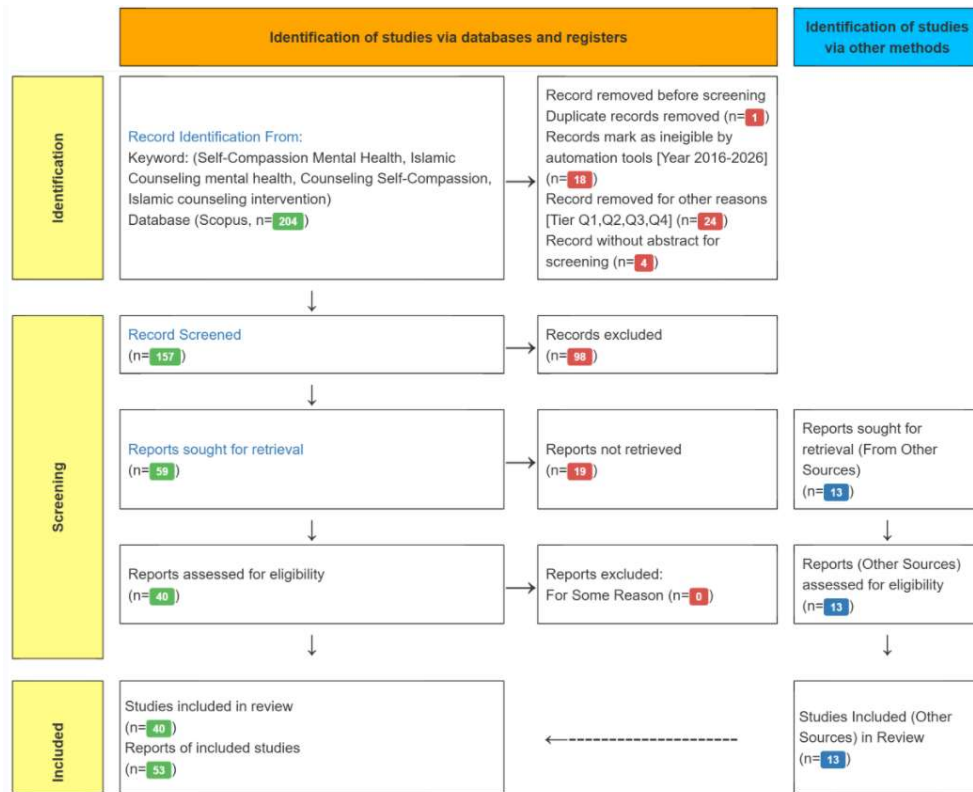 Identification of studies via databases and registers
Identification of studies
via other methods
Identification
Record Identification From:
Keyword: (Self-Compassion Mental Health, Islamic
Counseling mental health, Counseling Self-Compassion,
Islamic counseling intervention)
Database (Scopus, n=204)
Record removed before screening
Duplicate records removed (n=1)
Records mark as ineigible by
automation tools [Year 2016-2026]
(n=18)
Record removed for other reasons
[Tier Q1,Q2,Q3,Q4] (n=24)
Record without abstract for
screening (n=4)
Screening
Record Screened
(n=157)
Records excluded
(n=98)
Reports sought for retrieval
(n=59)
Reports not retrieved
(n=19)
Reports sought for
retrieval (From Other
Sources)
(n=13)
Reports assessed for eligibility
(n=40)
Reports excluded:
For Some Reason (n=0)
Reports (Other Sources)
assessed for eligibility
(n=13)
Included
Studies included in review
(n=40)
Reports of included studies
(n=53)
Studies Included (Other
Sources) in Review
(n=13)